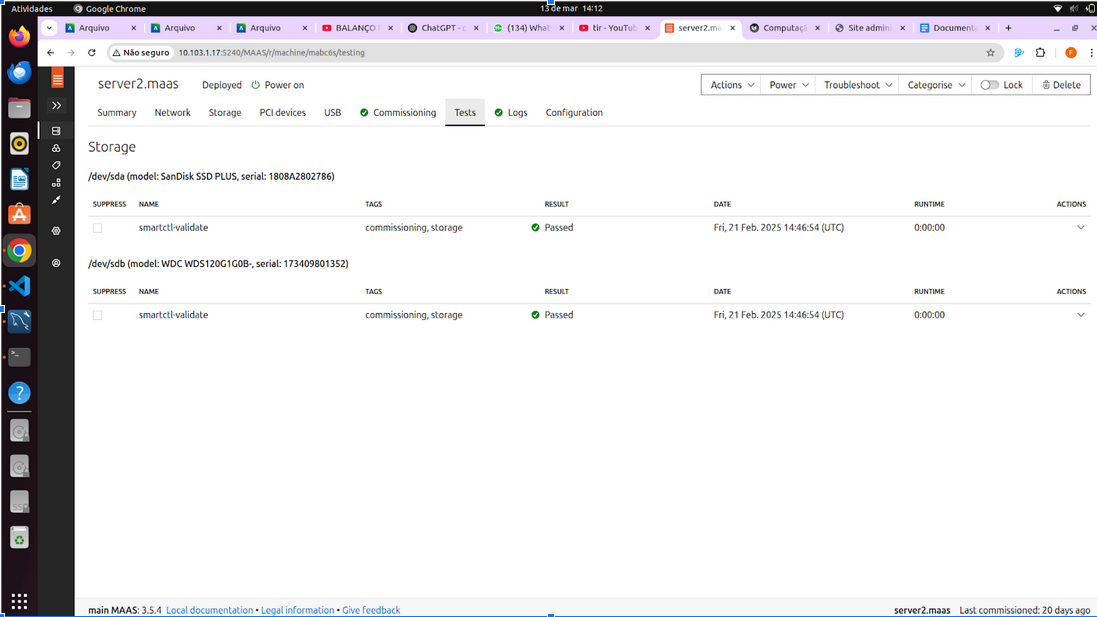 Atividades Google Chrome 13 de mar 14:12
Arquivo Arquivo Arquivo BALANÇO ChatGPT - (134) What tir - YouTub server2.maa Computaçã Site admini Documenta
Não seguro 10.103.1.17:5240/MAAS/r/machine/mabc6s/testing
server2.maas Deployed Power on Actions Power Troubleshoot Categorise Lock Delete
Summary Network Storage PCI devices USB Commissioning Tests Logs Configuration
Storage
/dev/sda (model: SanDisk SSD PLUS, serial: 1808A2802786)
SUPPRESS NAME TAGS RESULT DATE RUNTIME ACTIONS
smartctl-validate commissioning, storage Passed Fri, 21 Feb. 2025 14:46:54 (UTC) 0:00:00
/dev/sdb (model: WDC WDS120G1G0B-, serial: 173409801352)
SUPPRESS NAME TAGS RESULT DATE RUNTIME ACTIONS
smartctl-validate commissioning, storage Passed Fri, 21 Feb. 2025 14:46:54 (UTC) 0:00:00
main MAAS: 3.5.4 Local documentation • Legal information • Give feedback server2.maas Last commissioned: 20 days ago